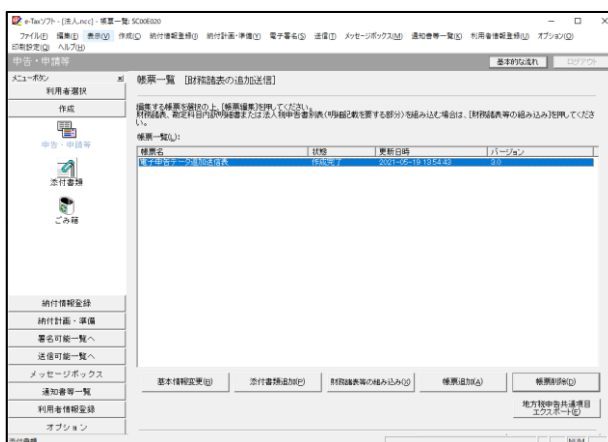 e-Taxソフト - [法人.ncc] - 帳票一覧: SC00E020
ファイル(F) 編集(E) 表示(V) 作成(C) 納付情報登録(I) 納付計画・準備(Y) 電子署名(S) 送信(T) メッセージボックス(M) 通知書等一覧(K) 利用者情報登録(U) オプション(O)
印刷設定(Q) ヘルプ(H)
申告・申請等 基本的な流れ ログアウト
メニューボタン
利用者選択
作成
申告・申請等
添付書類
ごみ箱
納付情報登録
納付計画・準備
署名可能一覧へ
送信可能一覧へ
メッセージボックス
通知書等一覧
利用者情報登録
オプション
帳票一覧 [財務諸表の追加送信]
編集する帳票を選択の上、[帳票編集]を押してください。
財務諸表、勘定科目内訳明細書または法人税申告書別表(明細記載を要する部分)を組み込む場合は、[財務諸表等の組み込み]を押してくださ
い。
帳票一覧(L):
帳票名 状態 更新日時 バージョン
電子申告データ追加送信表 作成完了 2021-05-19 13:54:43 3.0
基本情報変更(B) 添付書類追加(P) 財務諸表等の組み込み(X) 帳票追加(A) 帳票削除(D)
地方税申告共通項目
エクスポート(E)
添付書類 NUM